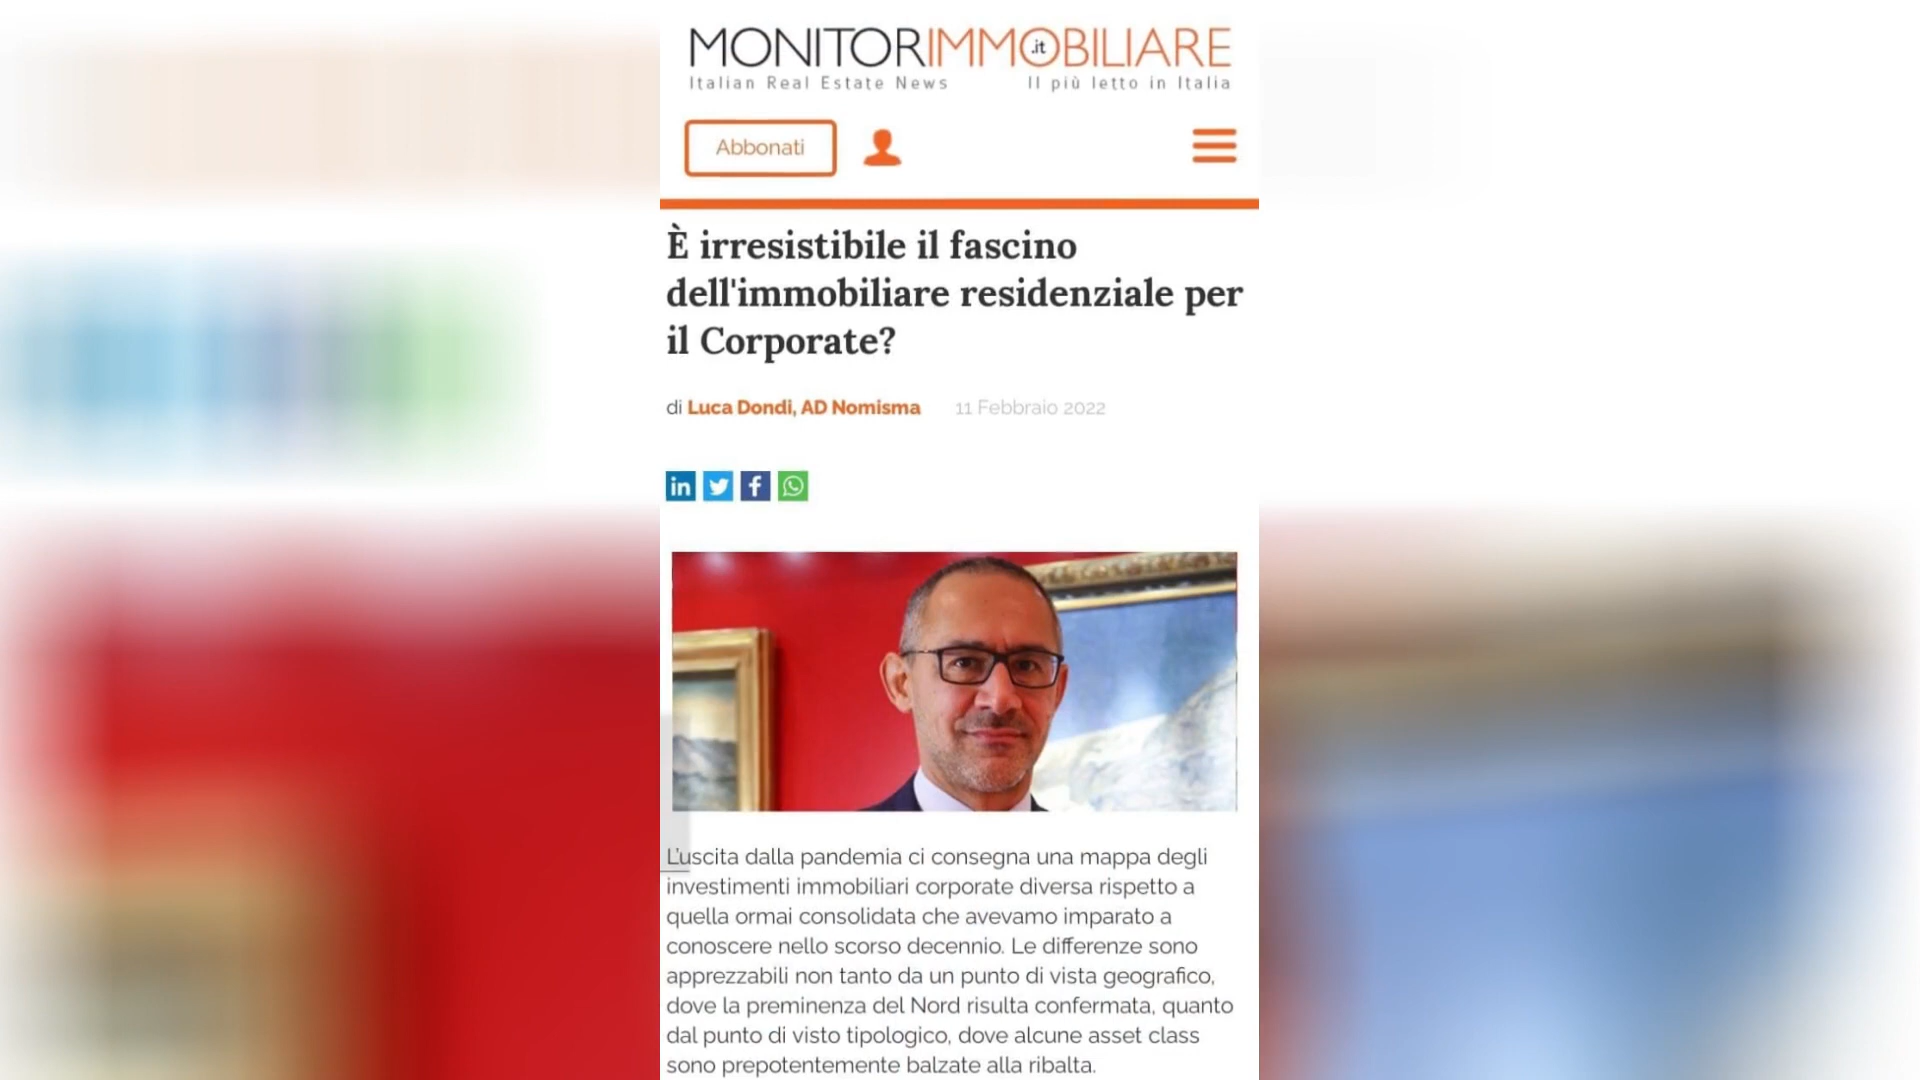 MONITORIMMOBILIARE
.it
Italian Real Estate News Il più letto in Italia
Abbonati
È irresistibile il fascino
dell'immobiliare residenziale per
il Corporate?
di Luca Dondi, AD Nomisma 11 Febbraio 2022
in f
L'uscita dalla pandemia ci consegna una mappa degli
investimenti immobiliari corporate diversa rispetto a
quella ormai consolidata che avevamo imparato a
conoscere nello scorso decennio. Le differenze sono
apprezzabili non tanto da un punto di vista geografico,
dove la preminenza del Nord risulta confermata, quanto
dal punto di visto tipologico, dove alcune asset class
sono prepotentemente balzate alla ribalta.